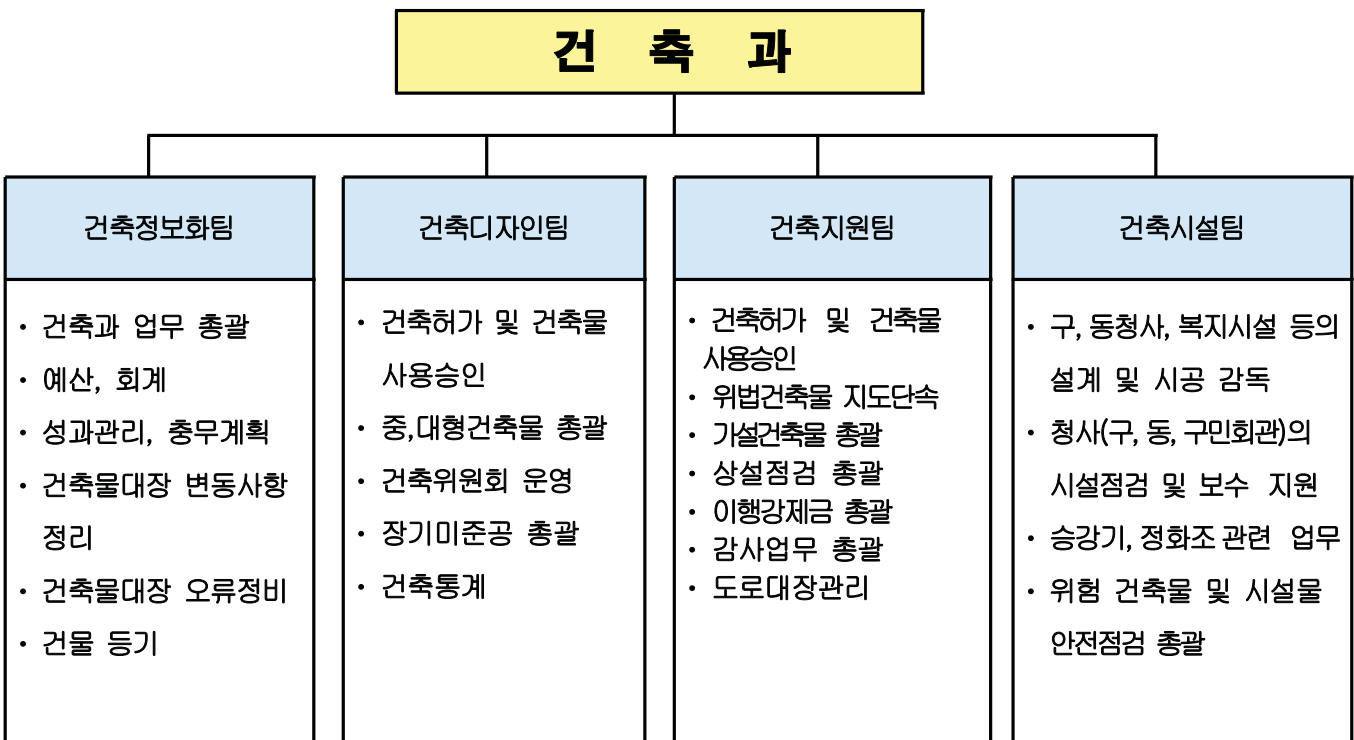 건 축 과
건축정보화팀
· 건축과 업무 총괄
· 예산, 회계
· 성과관리, 충무계획
· 건축물대장 변동사항
정리
· 건축물대장 오류정비
· 건물 등기
건축디자인팀
· 건축허가 및 건축물
사용승인
· 중,대형건축물 총괄
· 건축위원회 운영
· 장기미준공 총괄
· 건축통계
건축지원팀
· 건축허가 및 건축물
사용승인
· 위법건축물 지도단속
· 가설건축물 총괄
· 상설점검 총괄
· 이행강제금 총괄
· 감사업무 총괄
· 도로대장관리
건축시설팀
· 구, 동청사, 복지시설 등의
설계 및 시공 감독
· 청사(구, 동, 구민회관)의
시설점검 및 보수 지원
· 승강기, 정화조 관련 업무
· 위험 건축물 및 시설물
안전점검 총괄